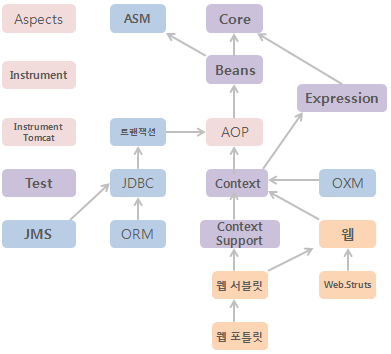 Aspects
ASM
Core
Instrument
Beans
Expression
Instrument
Tomcat
트랜잭션
AOP
Test
JDBC
Context
OXM
JMS
ORM
Context
Support
웹
웹 서블릿
Web.Struts
웹 포틀릿